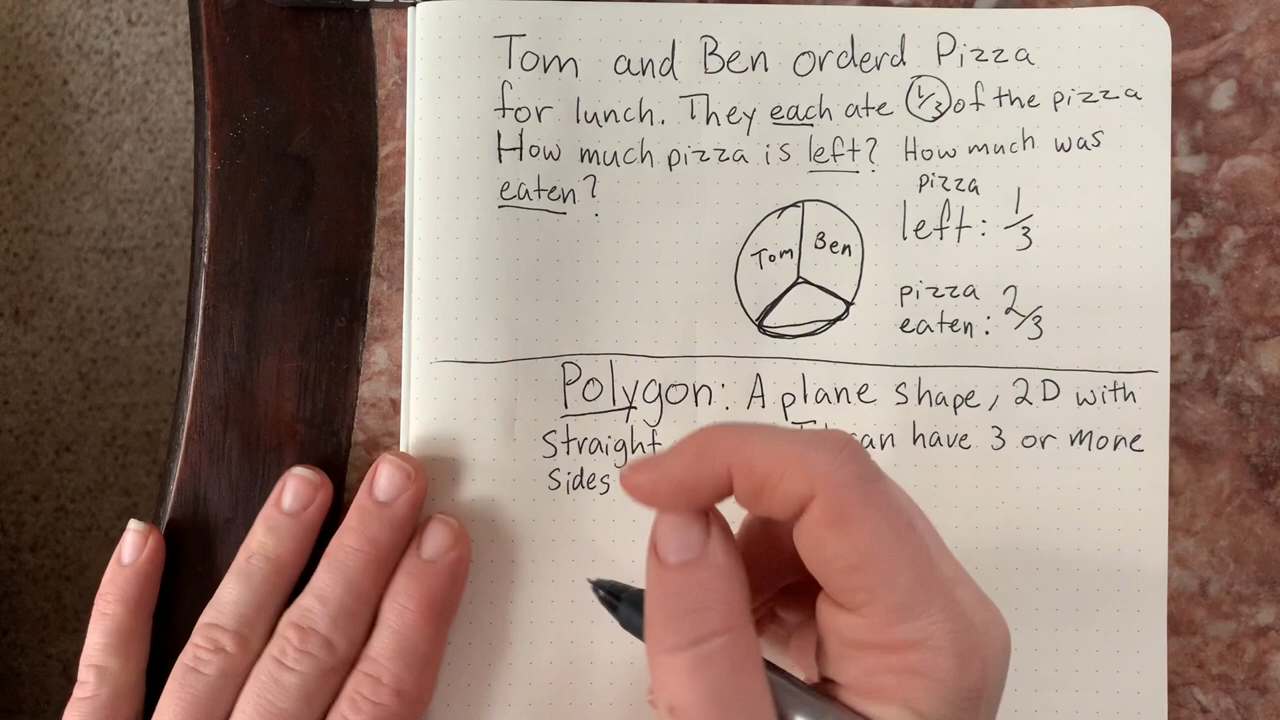 Tom and Ben orderd Pizza
for lunch. They each ate 1/3 of the pizza
How much pizza is left? How much was
eaten?
pizza
left: 1/3
Tom Ben
pizza
eaten: 2/3
Polygon: A plane shape, 2D with
Straight can have 3 or more
Sides